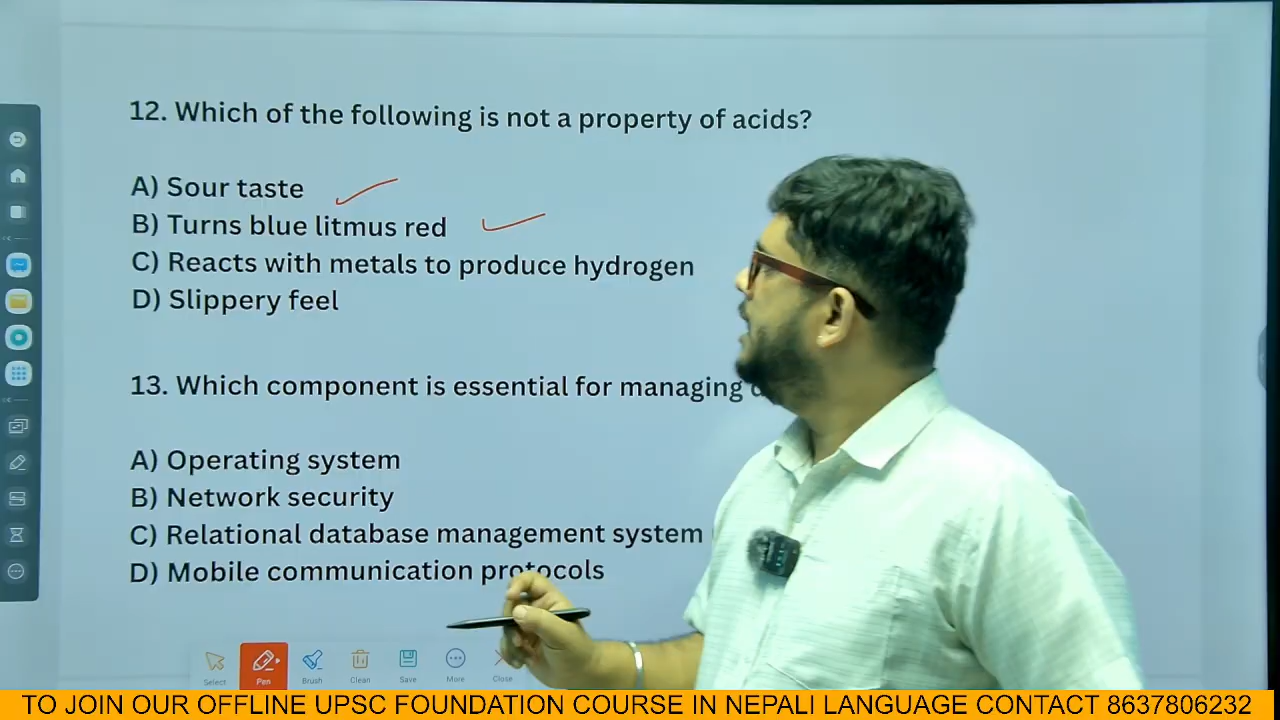 12. Which of the following is not a property of acids?
A) Sour taste
B) Turns blue litmus red
C) Reacts with metals to produce hydrogen
D) Slippery feel
13. Which component is essential for managing
A) Operating system
B) Network security
C) Relational database management system
D) Mobile communication protocols
Select Pen Brush Clean Save More Close
TO JOIN OUR OFFLINE UPSC FOUNDATION COURSE IN NEPALI LANGUAGE CONTACT 8637806232